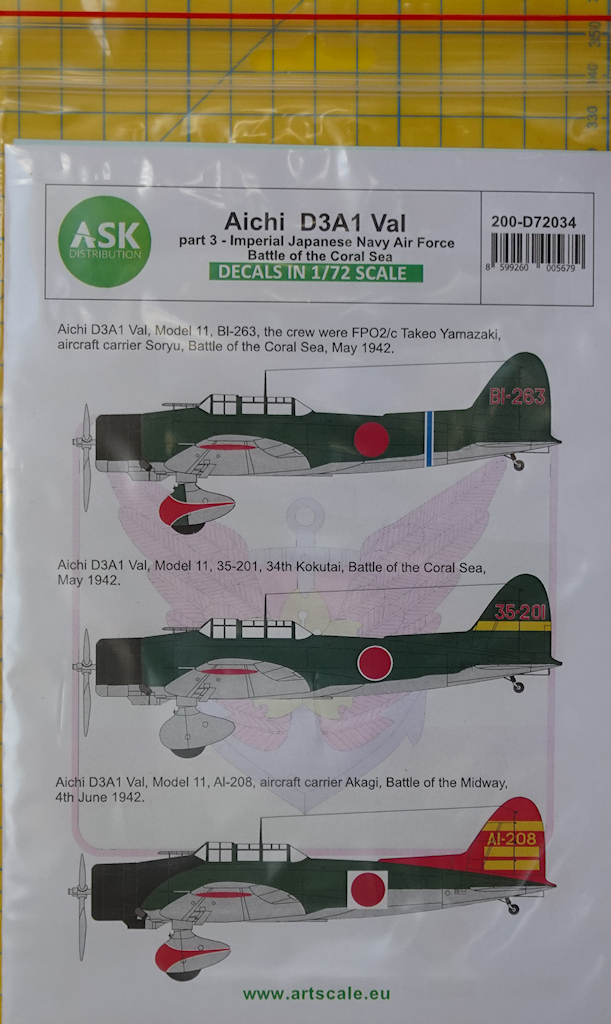 350
340
330
ASK
DISTRIBUTION
Aichi D3A1 Val
part 3 - Imperial Japanese Navy Air Force
Battle of the Coral Sea
DECALS IN 1/72 SCALE
200-D72034
8 599260 005679
Aichi D3A1 Val, Model 11, BI-263, the crew were FPO2/c Takeo Yamazaki,
aircraft carrier Soryu, Battle of the Coral Sea, May 1942.
BI-263
Aichi D3A1 Val, Model 11, 35-201, 34th Kokutai, Battle of the Coral Sea,
May 1942.
35-201
Aichi D3A1 Val, Model 11, AI-208, aircraft carrier Akagi, Battle of the Midway,
4th June 1942.
AI-208
www.artscale.eu